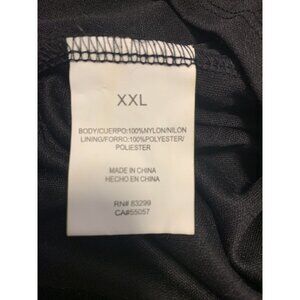 XXL
BODY/CUERPO:100%NYLON/NILON
LINING/FORRO:100%POLYESTER/
POLIESTER
MADE IN CHINA
HECHO EN CHINA
RN# 83299
CA#55057